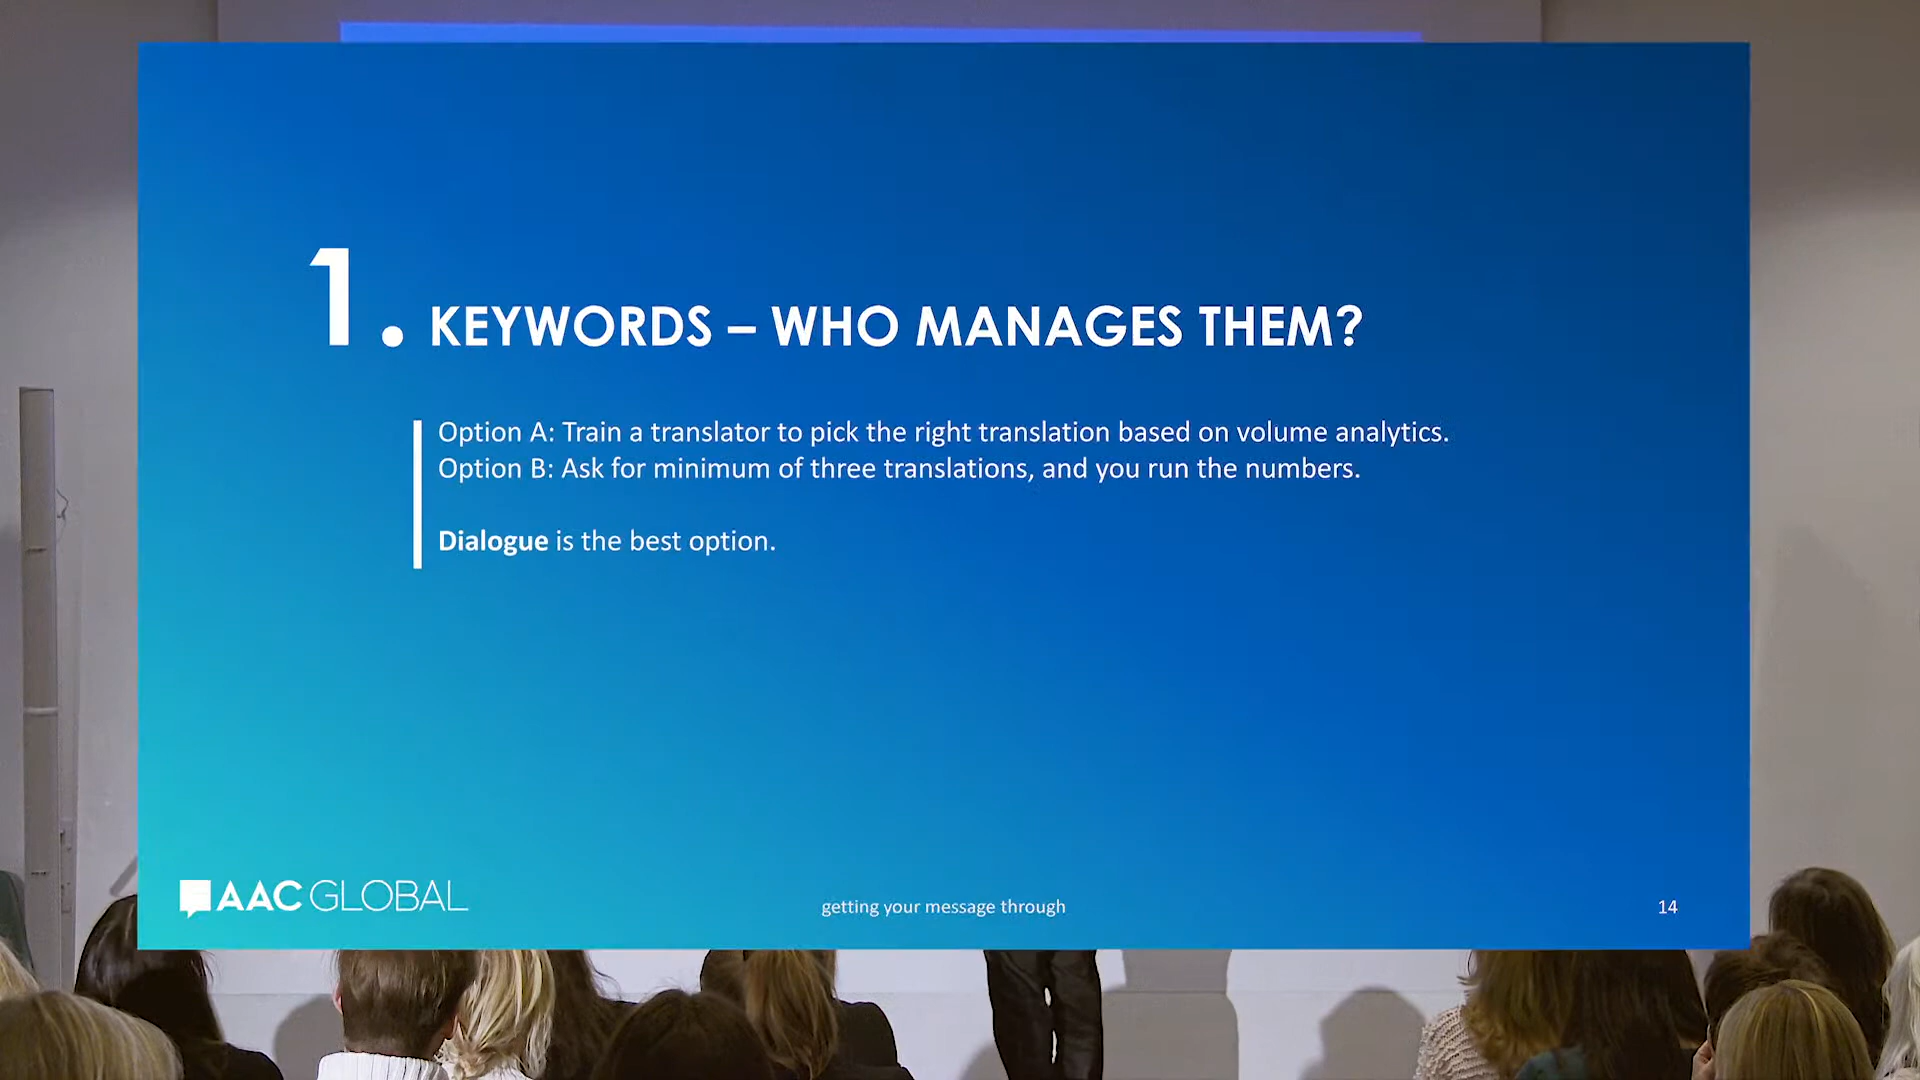 1. KEYWORDS – WHO MANAGES THEM?
Option A: Train a translator to pick the right translation based on volume analytics.
Option B: Ask for minimum of three translations, and you run the numbers.
Dialogue is the best option.
AAC GLOBAL
getting your message through
14